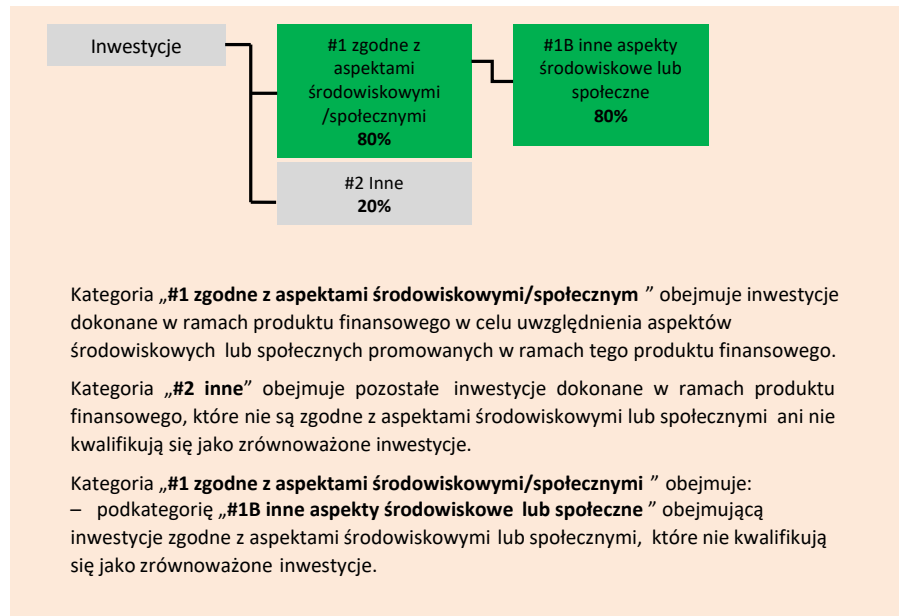 Inwestycje
#1 zgodne z
aspektami
środowiskowymi
/społecznymi
80%
#1B inne aspekty
środowiskowe lub
społeczne
80%
#2 Inne
20%
Kategoria „#1 zgodne z aspektami środowiskowymi/społecznym ” obejmuje inwestycje
dokonane w ramach produktu finansowego w celu uwzględnienia aspektów
środowiskowych lub społecznych promowanych w ramach tego produktu finansowego.
Kategoria „#2 inne” obejmuje pozostałe inwestycje dokonane w ramach produktu
finansowego, które nie są zgodne z aspektami środowiskowymi lub społecznymi ani nie
kwalifikują się jako zrównoważone inwestycje.
Kategoria „#1 zgodne z aspektami środowiskowymi/społecznymi ” obejmuje:
– podkategorię „#1B inne aspekty środowiskowe lub społeczne ” obejmującą
inwestycje zgodne z aspektami środowiskowymi lub społecznymi, które nie kwalifikują
się jako zrównoważone inwestycje.